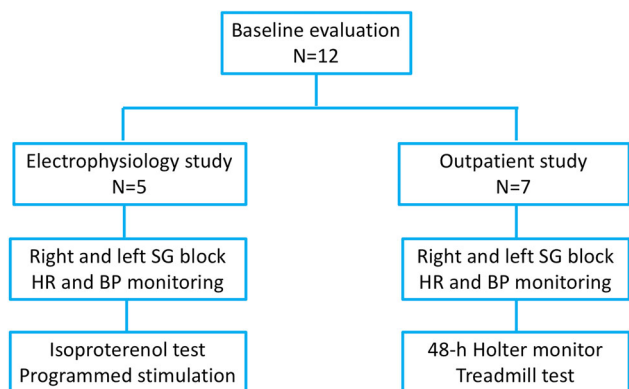 Baseline evaluation
N=12
Electrophysiology study
N=5
Outpatient study
N=7
Right and left SG block
HR and BP monitoring
Right and left SG block
HR and BP monitoring
Isoproterenol test
Programmed stimulation
48-h Holter monitor
Treadmill test